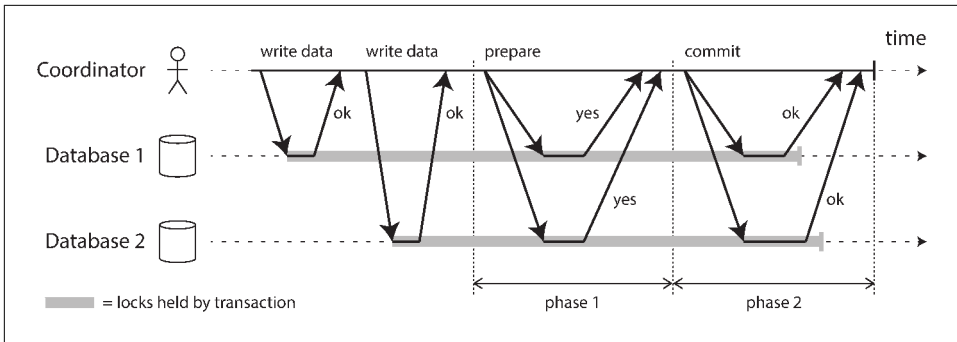 write data
write data
prepare
commit
time
Coordinator
ok
ok
yes
ok
Database 1
yes
ok
Database 2
= locks held by transaction
phase 1
phase 2